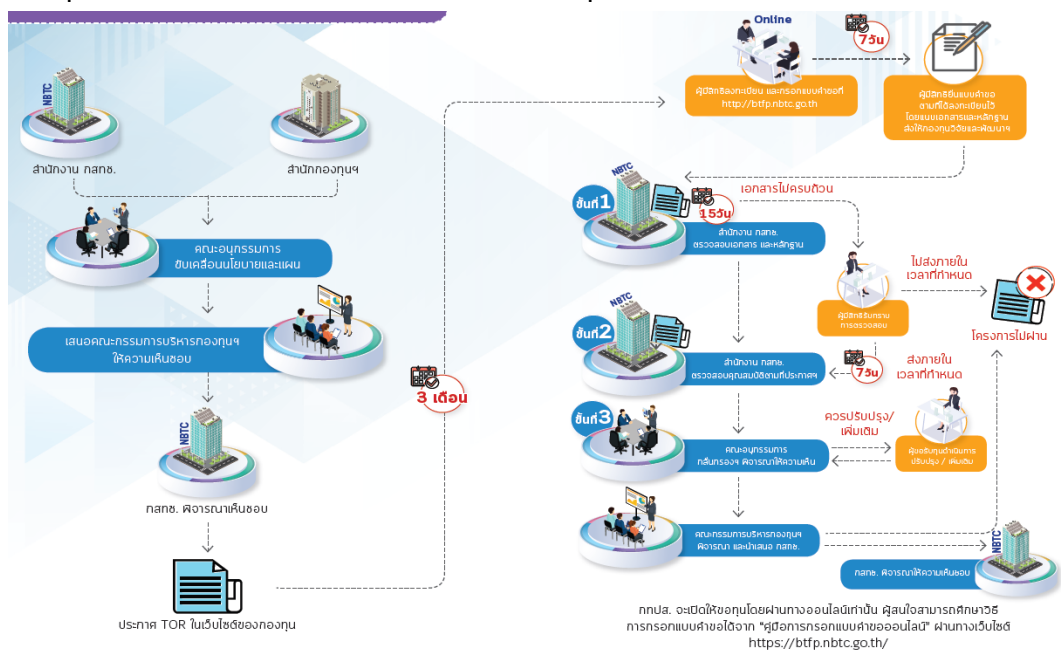 NBTC
สำนักงาน กสทช.
สำนักกองทุนฯ
คณะอนุกรรมการ
ขับเคลื่อนนโยบายและแผน
เสนอคณะกรรมการบริหารกองทุนฯ
ให้ความเห็นชอบ
NBTC
กสทช. พิจารณาเห็นชอบ
ประกาศ TOR ในเว็บไซต์ของกองทุน
3 เดือน
Online
7วัน
ผู้มีสิทธิลงทะเบียน และกรอกแบบคำขอที่
http://btfp.nbtc.go.th
ผู้มีสิทธิยื่นแบบคำขอ
ตามที่ได้ลงทะเบียนไว้
โดยแนบเอกสารและหลักฐาน
ส่งให้กองทุนวิจัยและพัฒนาฯ
NBTC
ขั้นที่1
15วัน
เอกสารไม่ครบถ้วน
สำนักงาน กสทช.
ตรวจสอบเอกสาร และหลักฐาน
ไม่ส่งภายใน
เวลาที่กำหนด
ผู้มีสิทธิรับทราบ
การตรวจสอบ
โครงการไม่ผ่าน
NBTC
ขั้นที่2
สำนักงาน กสทช.
ตรวจสอบคุณสมบัติตามที่ประกาศฯ
7วัน
ส่งภายใน
เวลาที่กำหนด
ขั้นที่3
คณะอนุกรรมการ
กลั่นกรองฯ พิจารณาให้ความเห็น
ควรปรับปรุง/
เพิ่มเติม
ผู้ขอรับทุนดำเนินการ
ปรับปรุง / เพิ่มเติม
คณะกรรมการบริหารกองทุนฯ
พิจารณา และนำเสนอ กสทช.
NBTC
กสทช. พิจารณาให้ความเห็นชอบ
กทปส. จะเปิดให้ขอทุนโดยผ่านทางออนไลน์เท่านั้น ผู้สนใจสามารถศึกษาวิธี
การกรอกแบบคำขอได้จาก "คู่มือการกรอกแบบคำขอออนไลน์" ผ่านทางเว็บไซต์
https://btfp.nbtc.go.th/